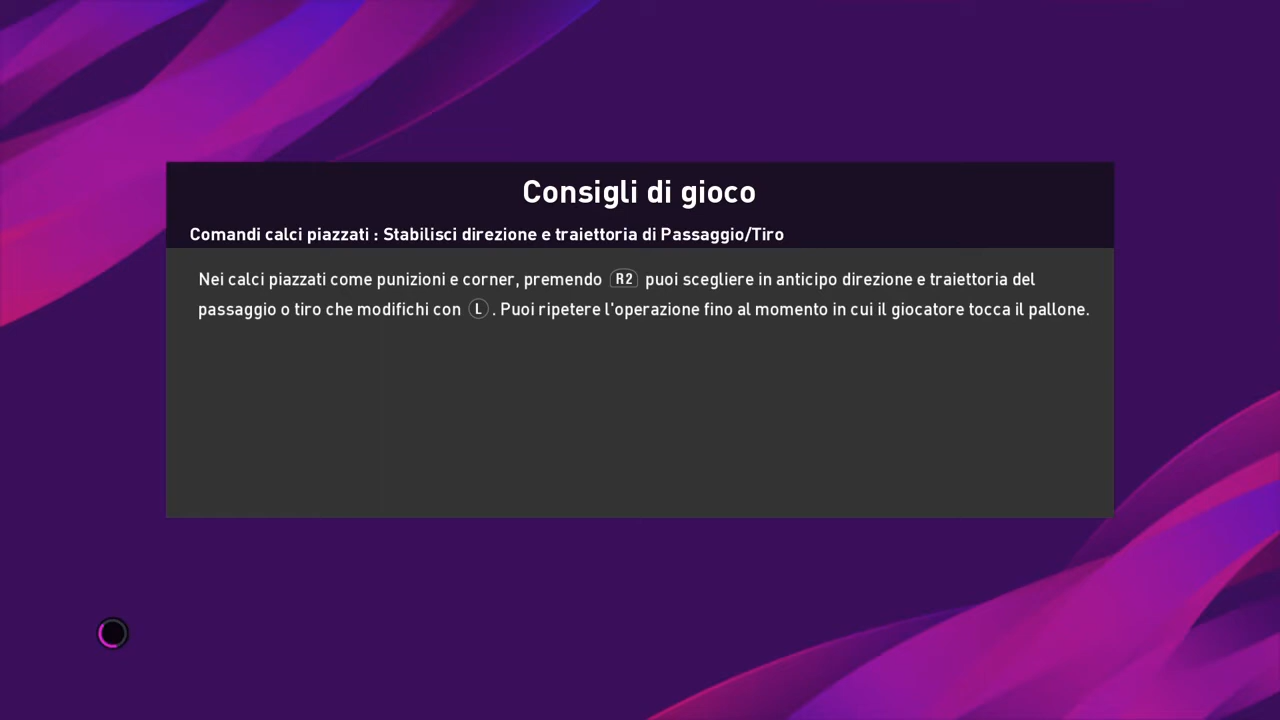 Consigli di gioco
Comandi calci piazzati : Stabilisci direzione e traiettoria di Passaggio/Tiro
Nei calci piazzati come punizioni e corner, premendo R2 puoi scegliere in anticipo direzione e traiettoria del
passaggio o tiro che modifichi con L. Puoi ripetere l'operazione fino al momento in cui il giocatore tocca il pallone.